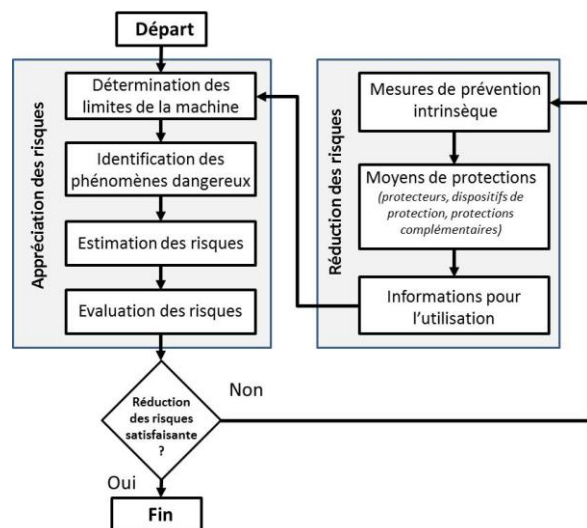 Départ
Appréciation des risques
Détermination des
limites de la machine
Identification des
phénomènes dangereux
Estimation des risques
Evaluation des risques
Réduction
des risques
satisfaisante
?
Non
Oui
Fin
Réduction des risques
Mesures de prévention
intrinsèque
Moyens de protections
(protecteurs, dispositifs de
protection, protections
complémentaires)
Informations pour
l'utilisation